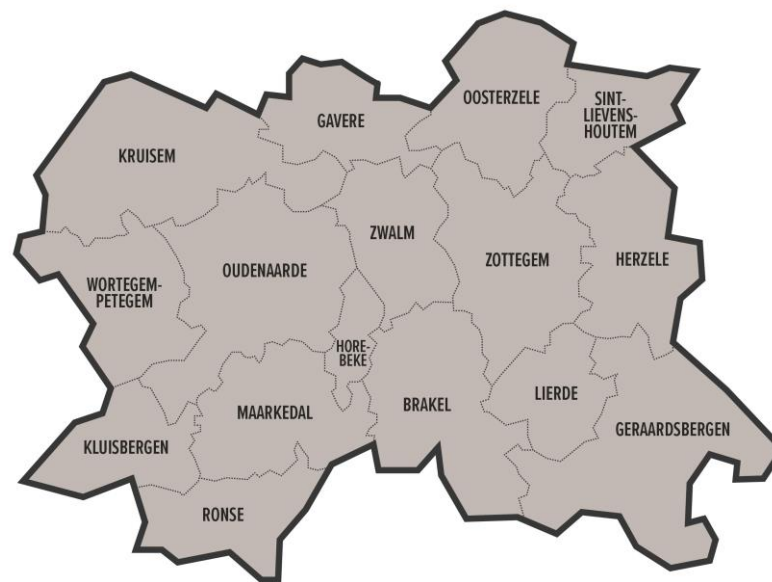 OOSTERZELE
SINT-
LIEVENS-
HOUTEM
GAVERE
KRUISEM
ZWALM
ZOTTEGEM
HERZELE
OUDENAARDE
WORTEGEM-
PETEGEM
HORE-
BEKE
LIERDE
BRAKEL
MAARKEDAL
GERAARDSBERGEN
KLUISBERGEN
RONSE